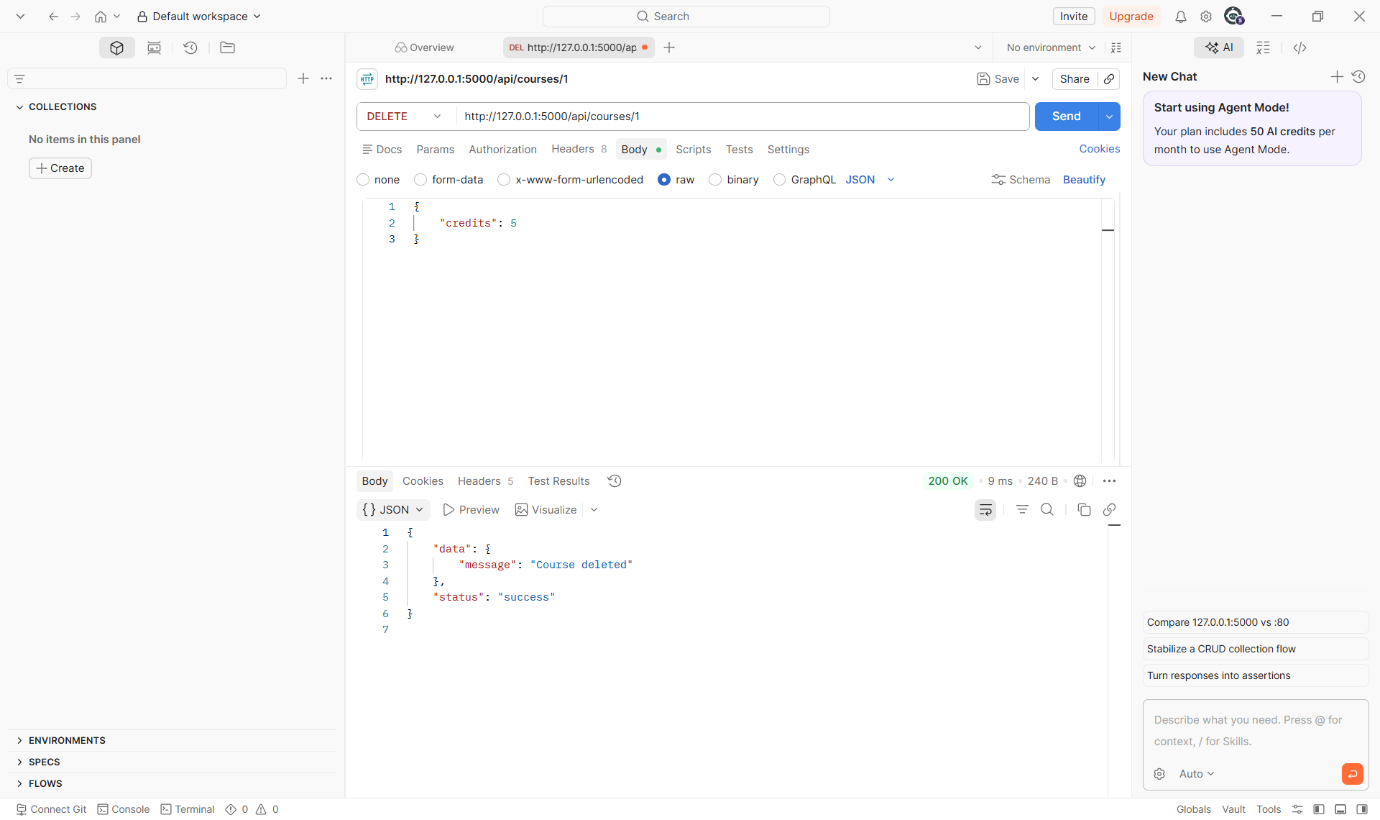 Default workspace
Search
Invite
Upgrade
Overview
DEL http://127.0.0.1:5000/ap
No environment
AI
http://127.0.0.1:5000/api/courses/1
Save
Share
New Chat
COLLECTIONS
No items in this panel
Create
DELETE
http://127.0.0.1:5000/api/courses/1
Send
Start using Agent Mode!
Your plan includes 50 AI credits per
month to use Agent Mode.
Docs
Params
Authorization
Headers 8
Body
Scripts
Tests
Settings
Cookies
none
form-data
x-www-form-urlencoded
raw
binary
GraphQL
JSON
Schema
Beautify
1 {
2 "credits": 5
3 }
Body
Cookies
Headers 5
Test Results
200 OK
9 ms
240 B
{} JSON
Preview
Visualize
1 {
2 "data": {
3 "message": "Course deleted"
4 },
5 "status": "success"
6 }
7
Compare 127.0.0.1:5000 vs :80
Stabilize a CRUD collection flow
Turn responses into assertions
Describe what you need. Press @ for
context, / for Skills.
Auto
ENVIRONMENTS
SPECS
FLOWS
Connect Git
Console
Terminal
0
0
Globals
Vault
Tools